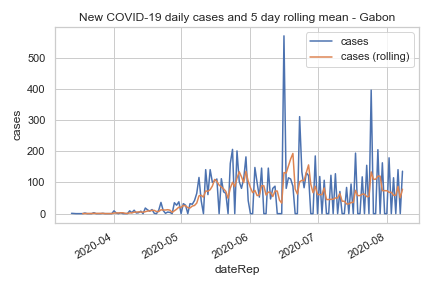 New COVID-19 daily cases and 5 day rolling mean - Gabon
cases
cases (rolling)
cases
600
500
400
300
200
100
0
2020-04
2020-05
2020-06
2020-07
2020-08
dateRep